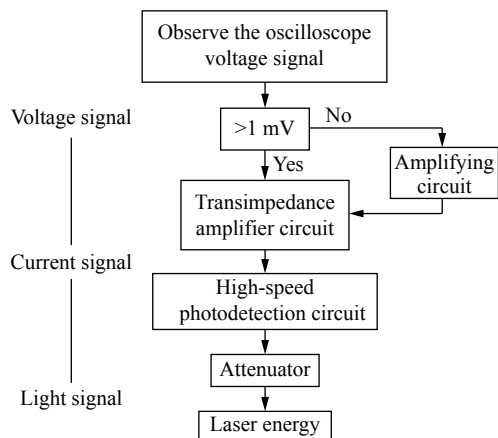 Observe the oscilloscope
voltage signal
Voltage signal
>1 mV
No
Yes
Amplifying
circuit
Transimpedance
amplifier circuit
Current signal
High-speed
photodetection circuit
Attenuator
Light signal
Laser energy